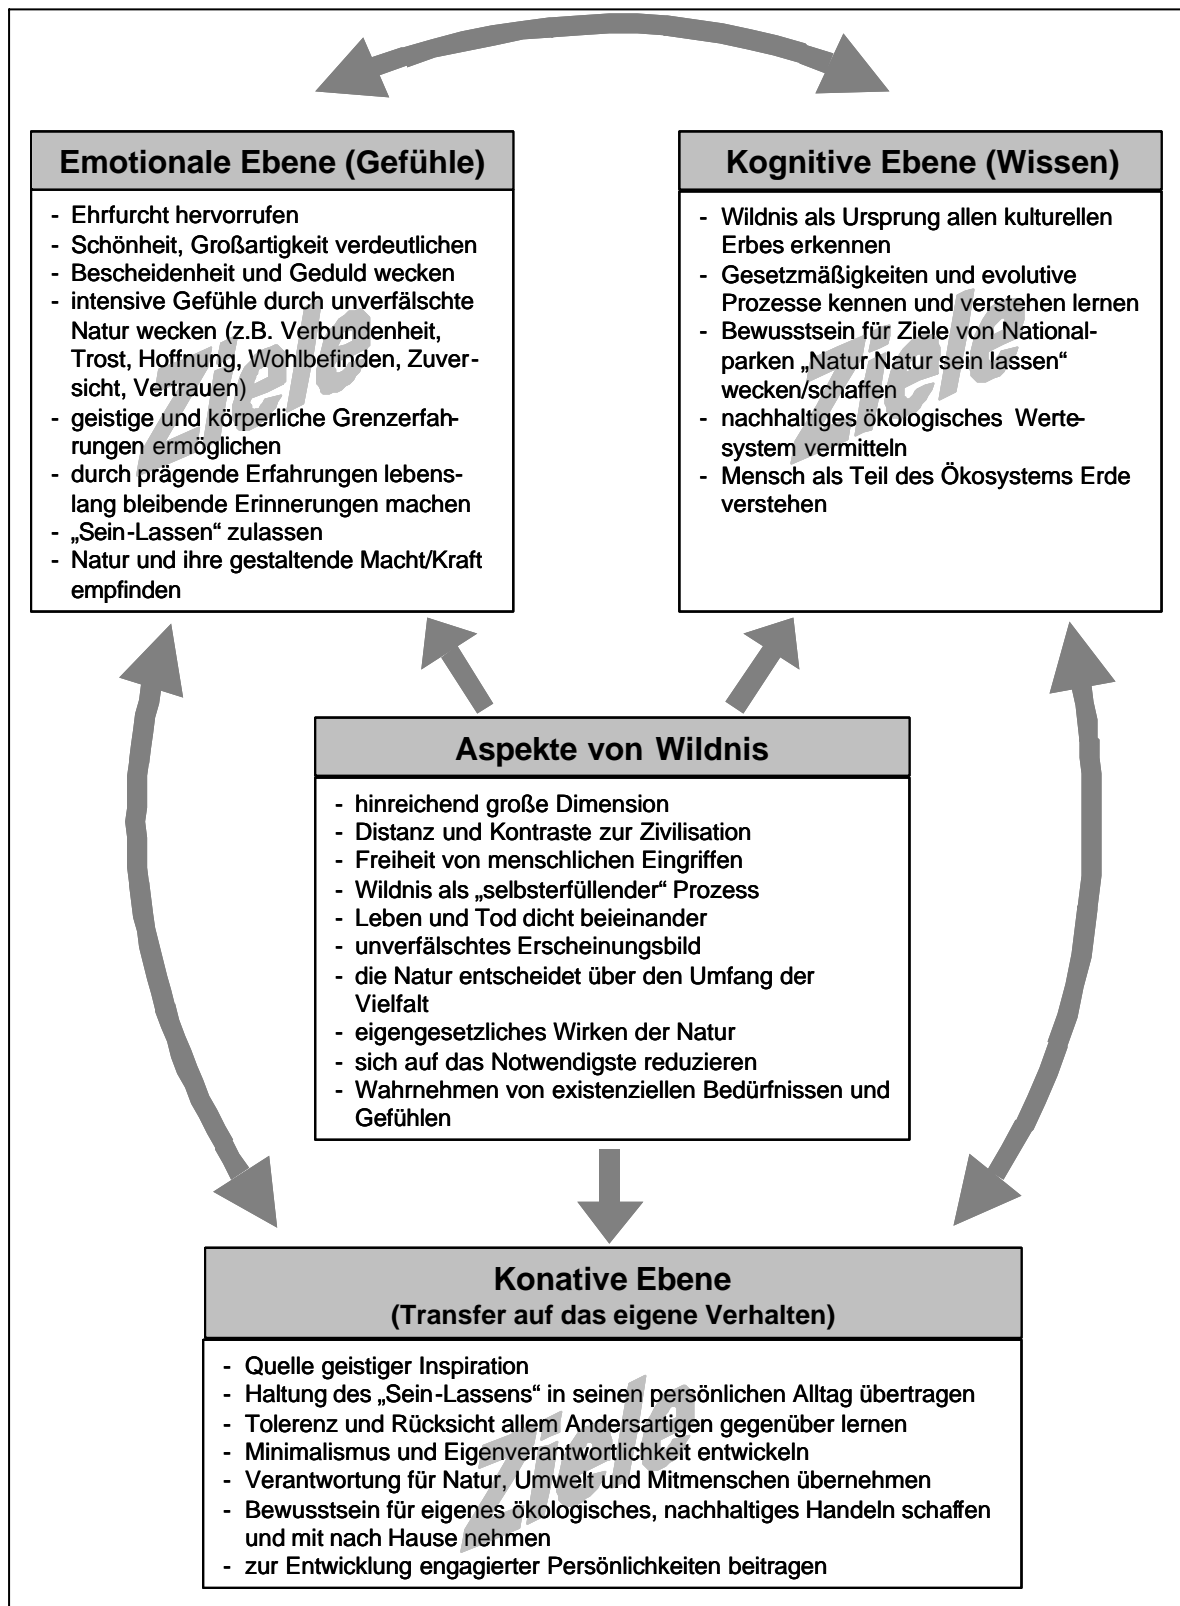 Emotionale Ebene (Gefühle)
- Ehrfurcht hervorrufen
- Schönheit, Großartigkeit verdeutlichen
- Bescheidenheit und Geduld wecken
- intensive Gefühle durch unverfälschte
Natur wecken (z.B. Verbundenheit,
Trost, Hoffnung, Wohlbefinden, Zuver-
sicht, Vertrauen)
- geistige und körperliche Grenzerfah-
rungen ermöglichen
- durch prägende Erfahrungen lebens-
lang bleibende Erinnerungen machen
- „Sein-Lassen“ zulassen
- Natur und ihre gestaltende Macht/Kraft
empfinden
Ziele
Kognitive Ebene (Wissen)
- Wildnis als Ursprung allen kulturellen
Erbes erkennen
- Gesetzmäßigkeiten und evolutive
Prozesse kennen und verstehen lernen
- Bewusstsein für Ziele von National-
parken „Natur Natur sein lassen“
wecken/schaffen
- nachhaltiges ökologisches Werte-
system vermitteln
- Mensch als Teil des Ökosystems Erde
verstehen
Ziele
Aspekte von Wildnis
- hinreichend große Dimension
- Distanz und Kontraste zur Zivilisation
- Freiheit von menschlichen Eingriffen
- Wildnis als „selbsterfüllender“ Prozess
- Leben und Tod dicht beieinander
- unverfälschtes Erscheinungsbild
- die Natur entscheidet über den Umfang der
Vielfalt
- eigengesetzliches Wirken der Natur
- sich auf das Notwendigste reduzieren
- Wahrnehmen von existenziellen Bedürfnissen und
Gefühlen
Konative Ebene
(Transfer auf das eigene Verhalten)
- Quelle geistiger Inspiration
- Haltung des „Sein-Lassens“ in seinen persönlichen Alltag übertragen
- Tolerenz und Rücksicht allem Andersartigen gegenüber lernen
- Minimalismus und Eigenverantwortlichkeit entwickeln
- Verantwortung für Natur, Umwelt und Mitmenschen übernehmen
- Bewusstsein für eigenes ökologisches, nachhaltiges Handeln schaffen
und mit nach Hause nehmen
- zur Entwicklung engagierter Persönlichkeiten beitragen
Ziele